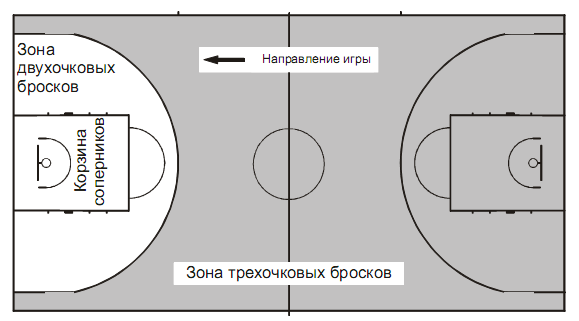 Зона
двухочковых
бросков
Направление игры
Корзина
соперников
Зона трехочковых бросков